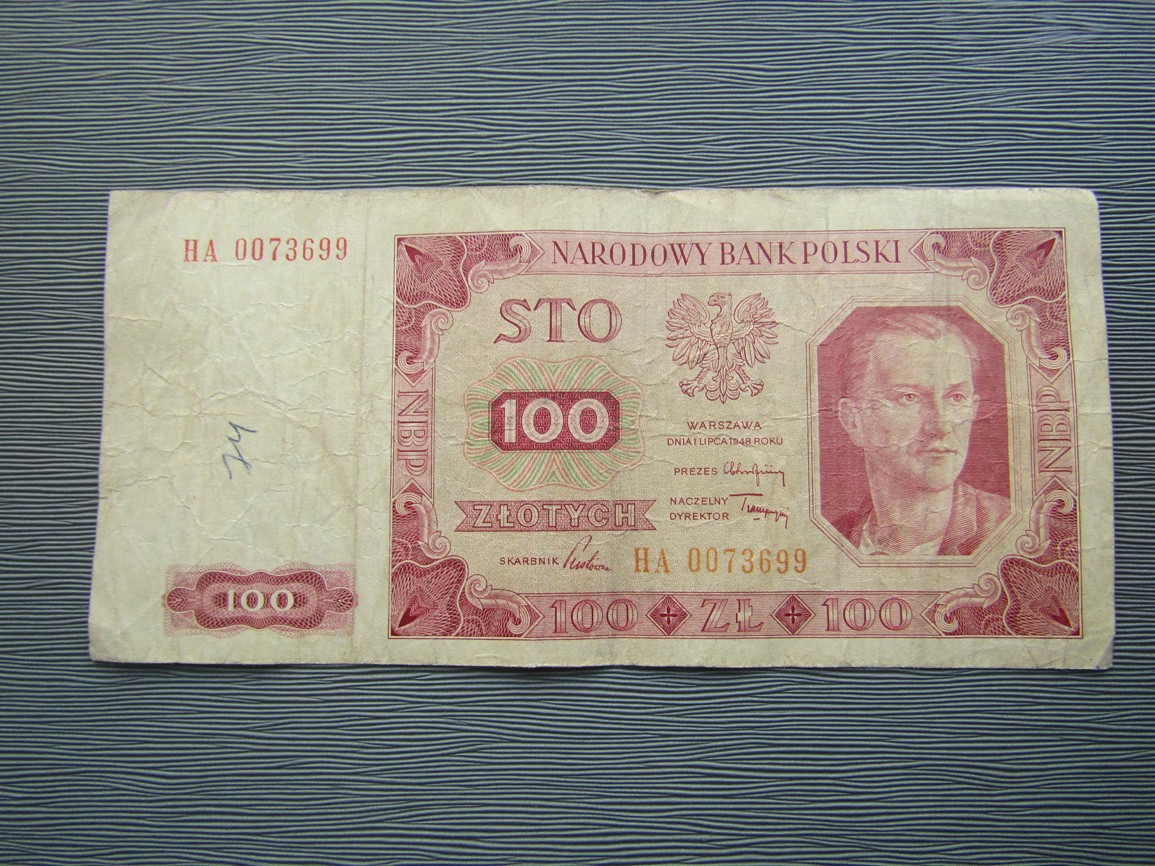 HA 0073699
NARODOWY BANK POLSKI
STO
100
ZŁOTYCH
WARSZAWA
DNIA 1 LIPCA 1948 ROKU
PREZES
NACZELNY
DYREKTOR
SKARBNIK
HA 0073699
NBP
NBP
100
100 ZŁ 100